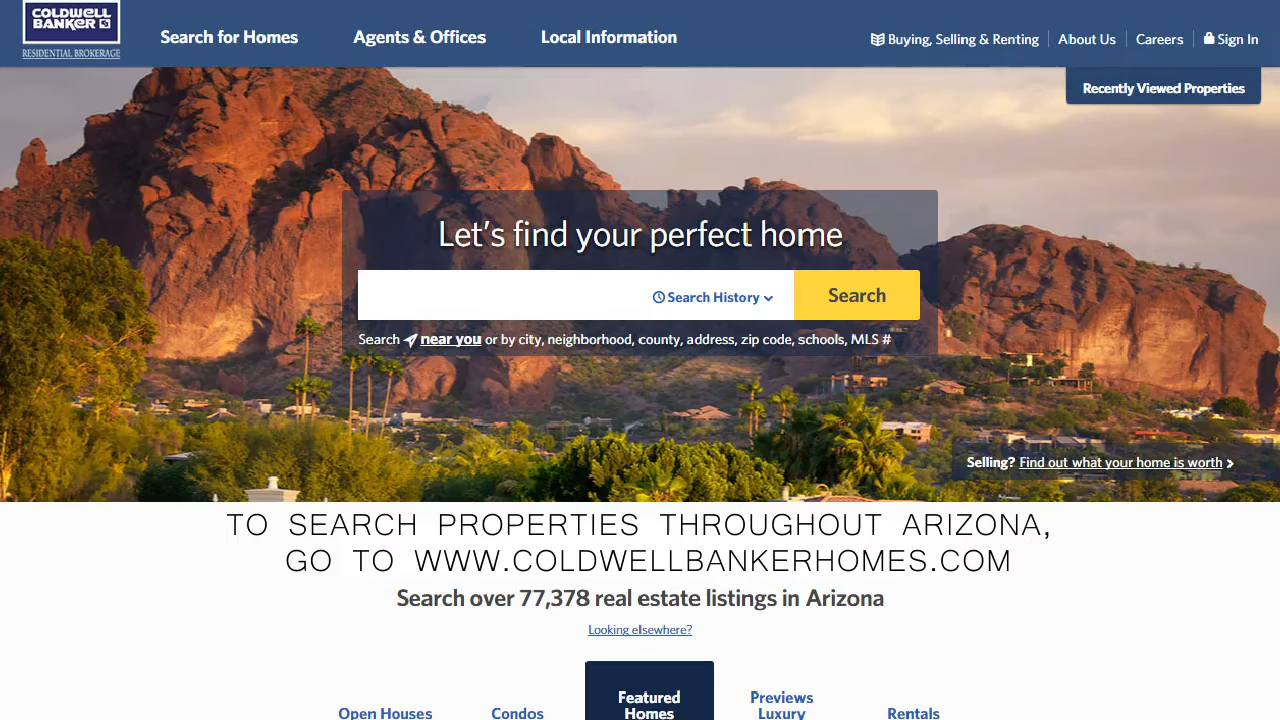 COLDWELL
BANKER
RESIDENTIAL BROKERAGE
Search for Homes
Agents & Offices
Local Information
Buying, Selling & Renting
About Us
Careers
Sign In
Recently Viewed Properties
Let's find your perfect home
Search History
Search
Search near you or by city, neighborhood, county, address, zip code, schools, MLS #
Selling? Find out what your home is worth
TO SEARCH PROPERTIES THROUGHOUT ARIZONA,
GO TO WWW.COLDWELLBANKERHOMES.COM
Search over 77,378 real estate listings in Arizona
Looking elsewhere?
Open Houses
Condos
Featured
Homes
Previews
Luxury
Rentals